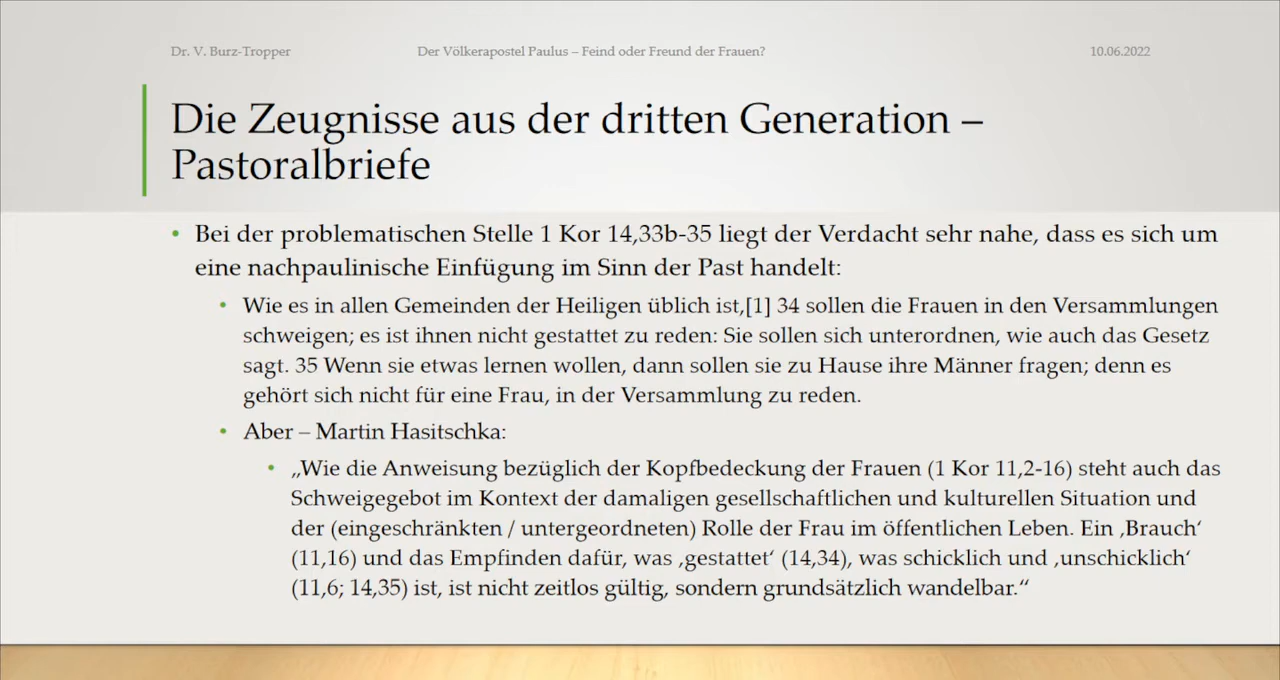 Dr. V. Burz-Tropper
Der Völkerapostel Paulus – Feind oder Freund der Frauen?
10.06.2022
Die Zeugnisse aus der dritten Generation –
Pastoralbriefe
• Bei der problematischen Stelle 1 Kor 14,33b-35 liegt der Verdacht sehr nahe, dass es sich um
eine nachpaulinische Einfügung im Sinn der Past handelt:
• Wie es in allen Gemeinden der Heiligen üblich ist,[1] 34 sollen die Frauen in den Versammlungen
schweigen; es ist ihnen nicht gestattet zu reden: Sie sollen sich unterordnen, wie auch das Gesetz
sagt. 35 Wenn sie etwas lernen wollen, dann sollen sie zu Hause ihre Männer fragen; denn es
gehört sich nicht für eine Frau, in der Versammlung zu reden.
• Aber – Martin Hasitschka:
• „Wie die Anweisung bezüglich der Kopfbedeckung der Frauen (1 Kor 11,2-16) steht auch das
Schweigegebot im Kontext der damaligen gesellschaftlichen und kulturellen Situation und
der (eingeschränkten / untergeordneten) Rolle der Frau im öffentlichen Leben. Ein ‚Brauch‘
(11,16) und das Empfinden dafür, was ‚gestattet‘ (14,34), was schicklich und ‚unschicklich‘
(11,6; 14,35) ist, ist nicht zeitlos gültig, sondern grundsätzlich wandelbar.“